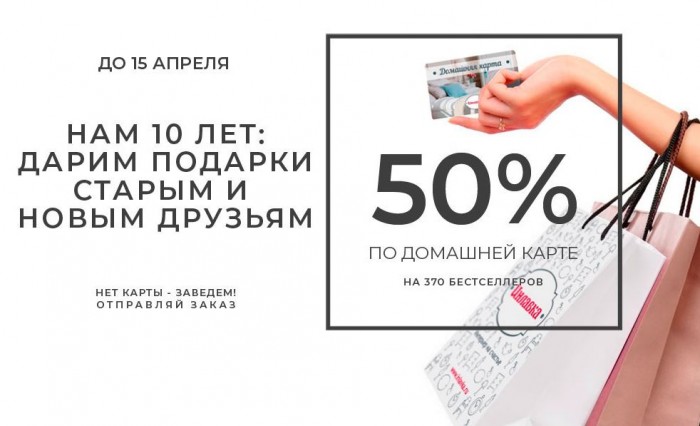 ДО 15 АПРЕЛЯ
НАМ 10 ЛЕТ:
ДАРИМ ПОДАРКИ
СТАРЫМ И
НОВЫМ ДРУЗЬЯМ
НЕТ КАРТЫ - ЗАВЕДЕМ!
ОТПРАВЛЯЙ ЗАКАЗ
Домашняя карта
50%
ПО ДОМАШНЕЙ КАРТЕ
НА 370 БЕСТСЕЛЛЕРОВ